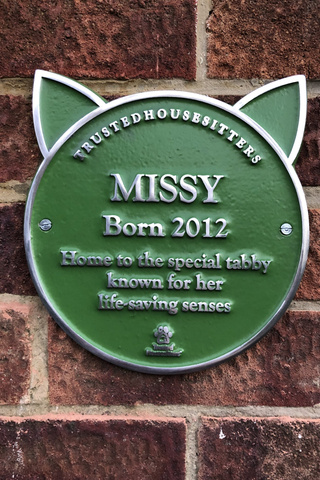 TRUSTEDHOUSESITTERS
MISSY
Born 2012
Home to the special tabby
known for her
life-saving senses